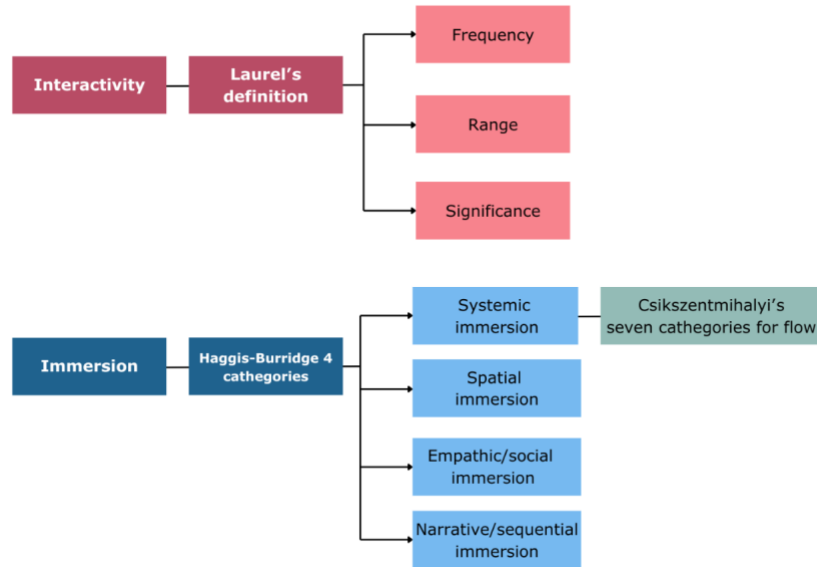 Frequency
Interactivity
Laurel's
definition
Range
Significance
Immersion
Haggis-Burridge 4
cathegories
Systemic
immersion
Csikszentmihalyi's
seven cathegories for flow
Spatial
immersion
Empathic/social
immersion
Narrative/sequential
immersion